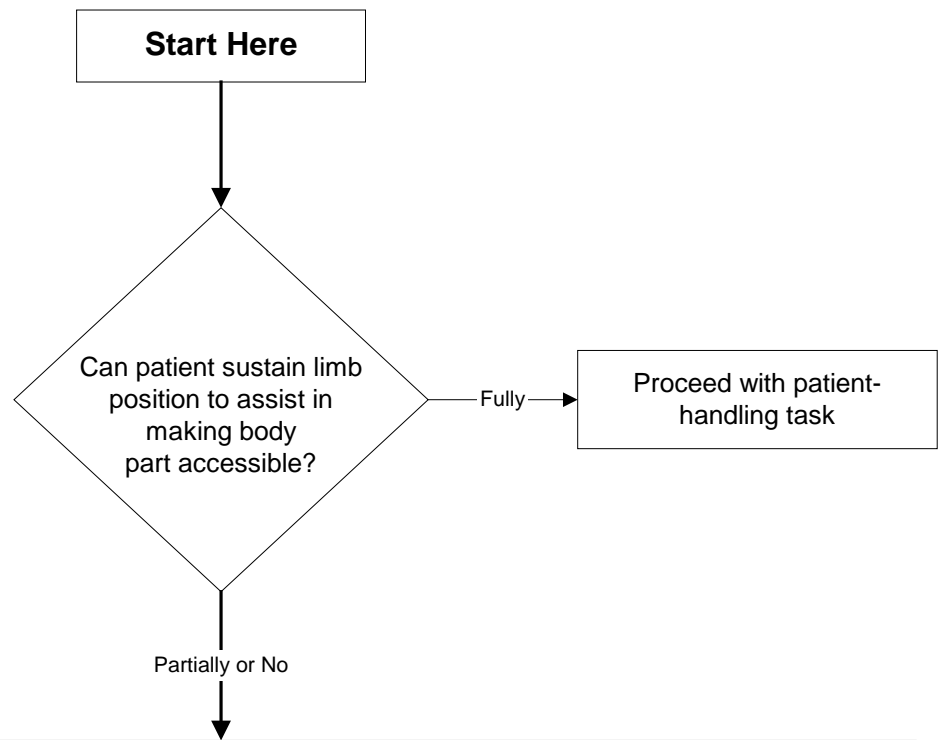 Start Here
Can patient sustain limb
position to assist in
making body
part accessible?
Fully
Proceed with patient-
handling task
Partially or No